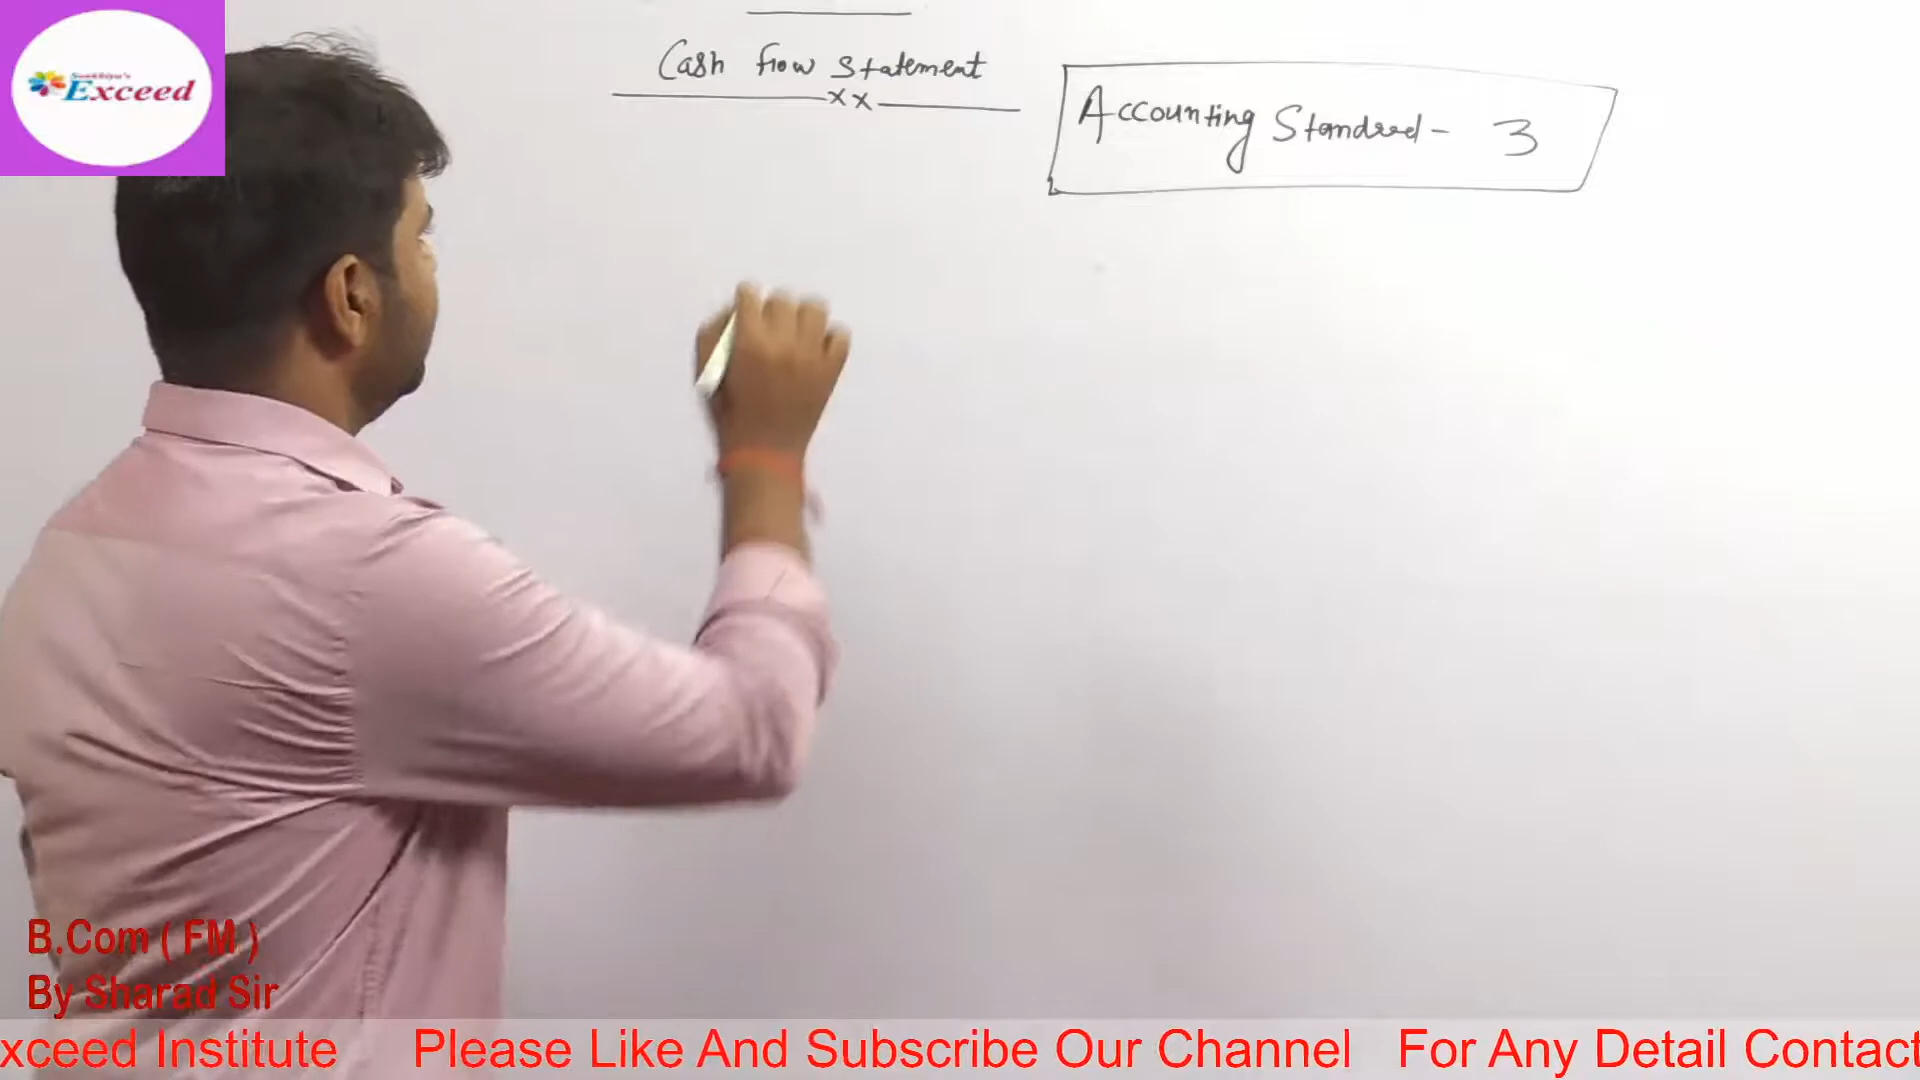 Sankhiya's
Exceed
Cash flow Statement
xx
Accounting Standard - 3
B.Com ( FM )
By Sharad Sir
xceed Institute Please Like And Subscribe Our Channel For Any Detail Contact